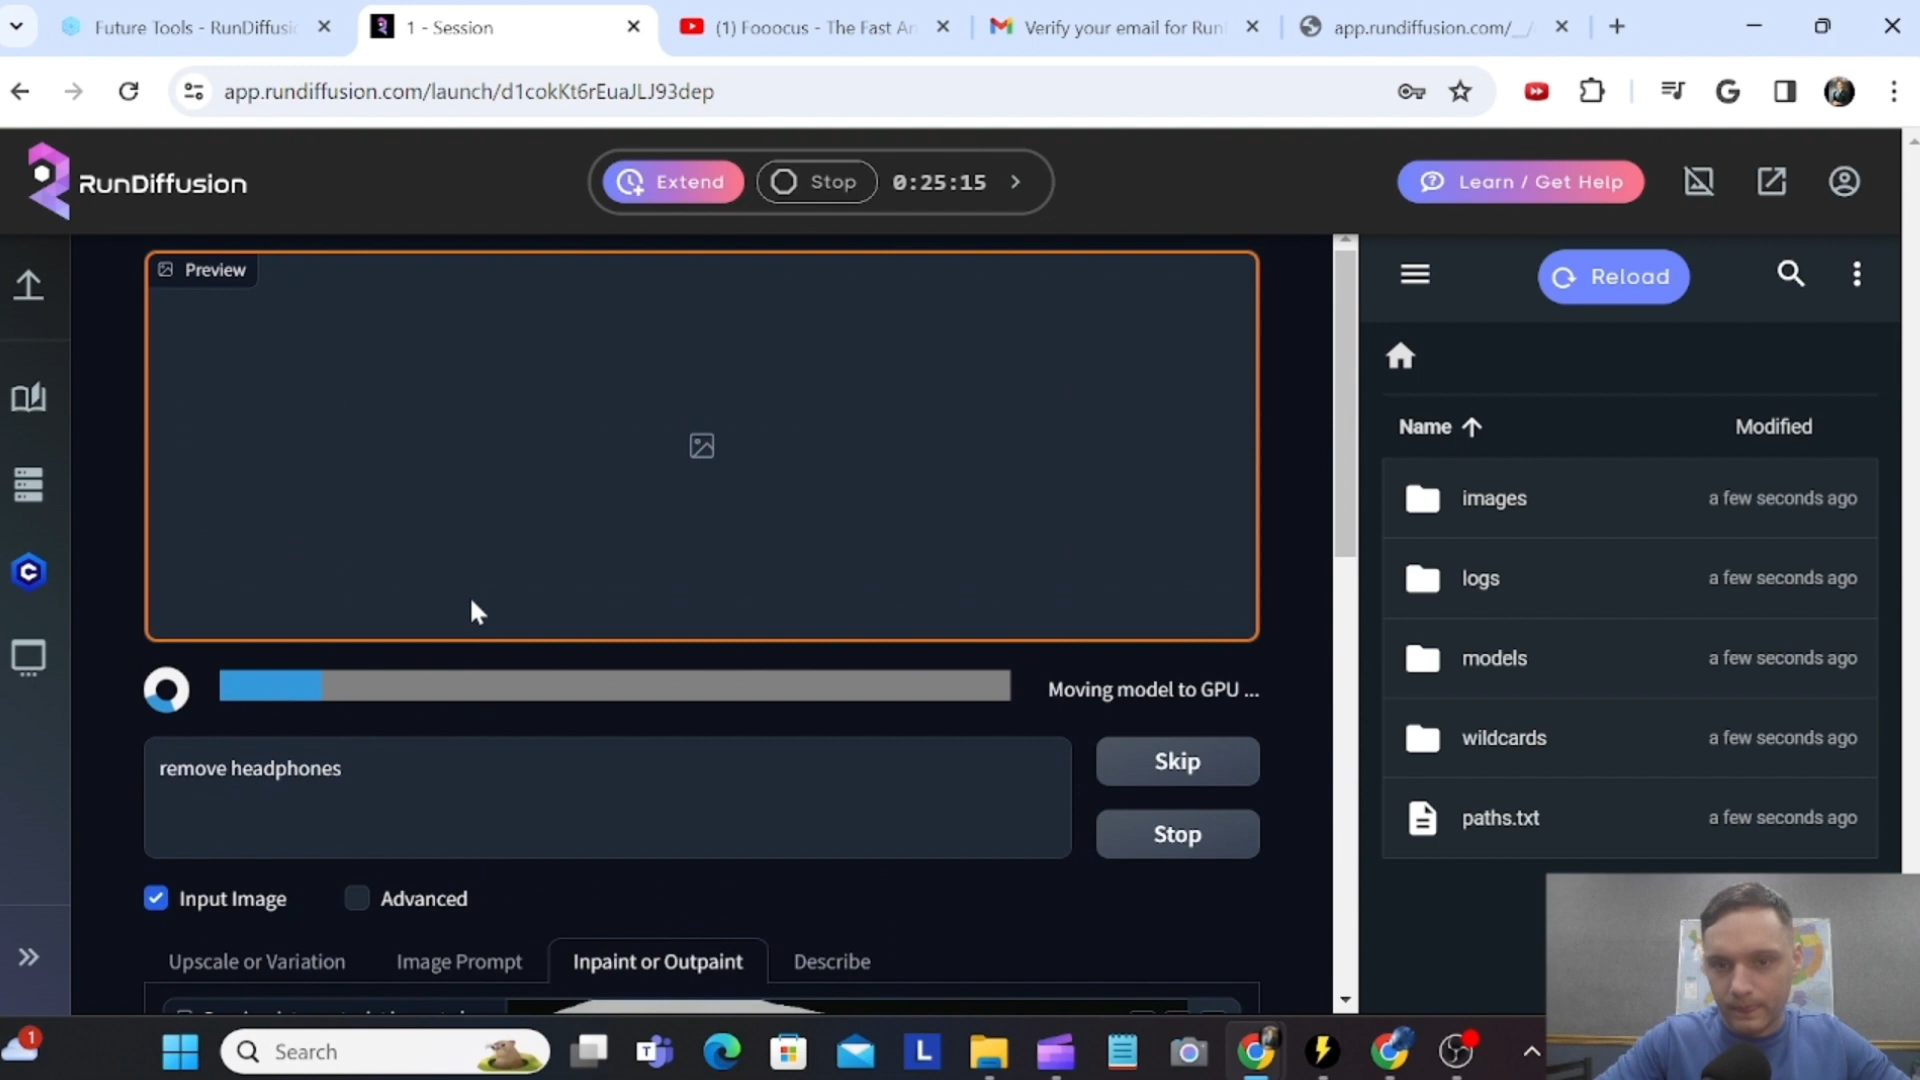 Future Tools - RunDiffusi
1 - Session
(1) Fooocus - The Fast An
Verify your email for Run
app.rundiffusion.com/__/
app.rundiffusion.com/launch/d1cokKt6rEuaJLJ93dep
RunDiffusion
Extend
Stop
0:25:15
Learn / Get Help
Preview
Reload
Name
Modified
images
a few seconds ago
logs
a few seconds ago
models
a few seconds ago
wildcards
a few seconds ago
paths.txt
a few seconds ago
Moving model to GPU ...
remove headphones
Skip
Stop
Input Image
Advanced
Upscale or Variation
Image Prompt
Inpaint or Outpaint
Describe
1
Search